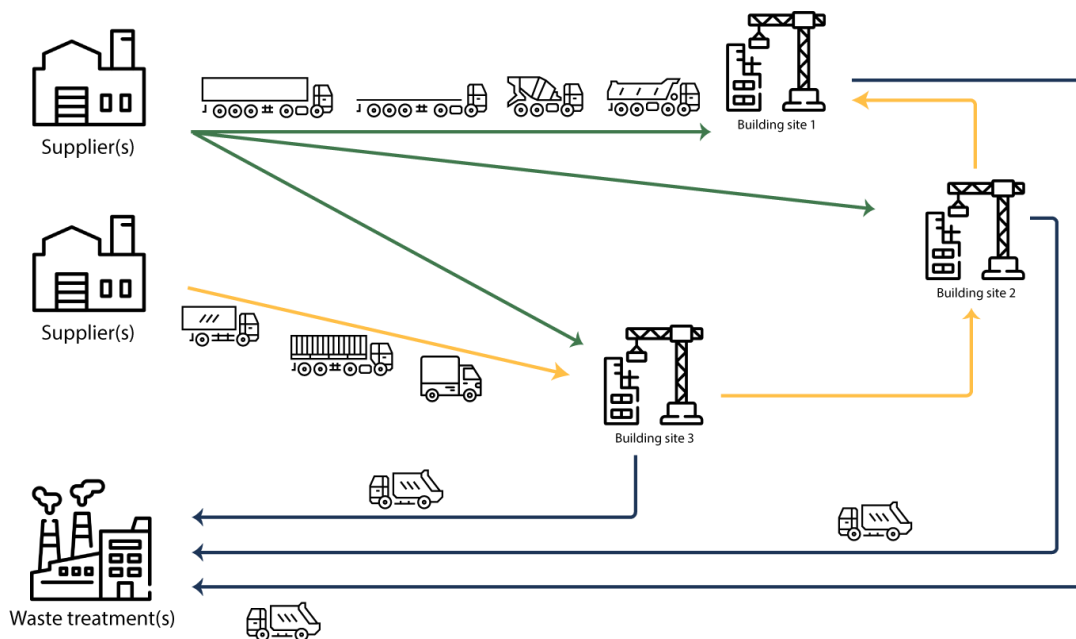 Supplier(s)
Building site 1
Supplier(s)
Building site 2
Building site 3
Waste treatment(s)